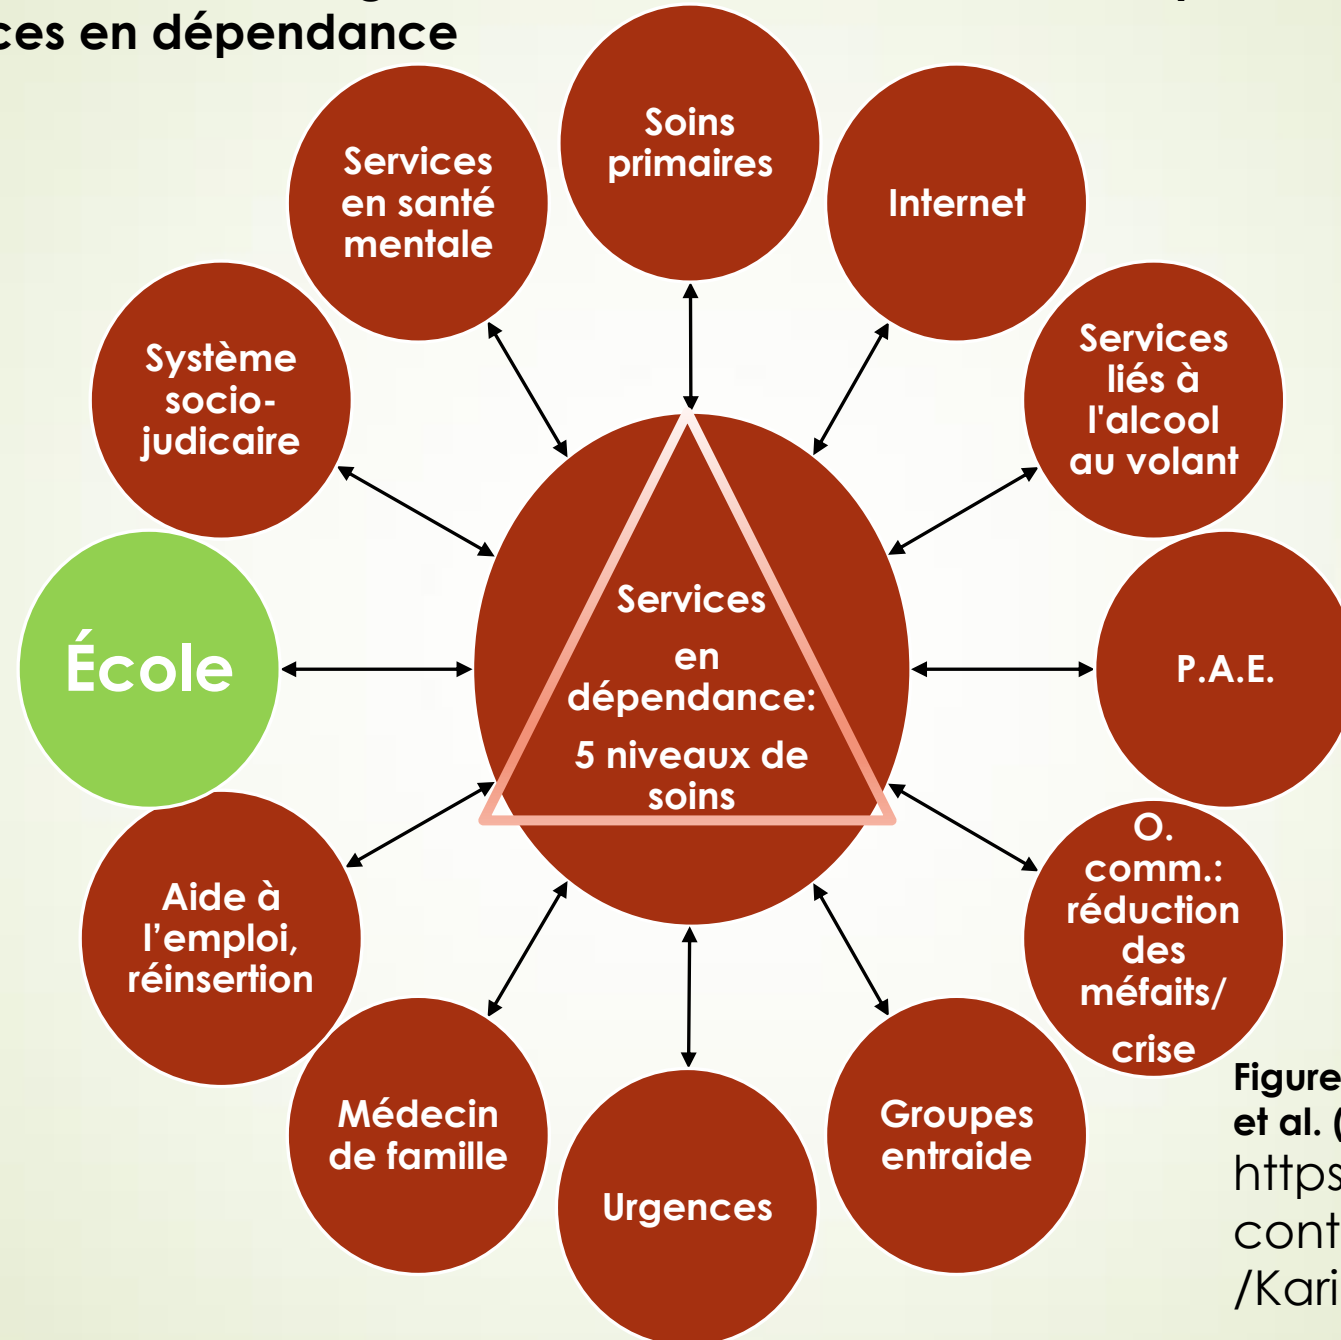 ces en dépendance
Soins
primaires
Services
en santé
mentale
Internet
Système
socio-
judicaire
Services
liés à
l'alcool
au volant
École
Services
en
dépendance:
5 niveaux de
soins
P.A.E.
Aide à
l’emploi,
réinsertion
O.
comm.:
réduction
des
méfaits/
crise
Médecin
de famille
Groupes
entraide
Urgences
Figure
et al. (
https
cont
/Kari